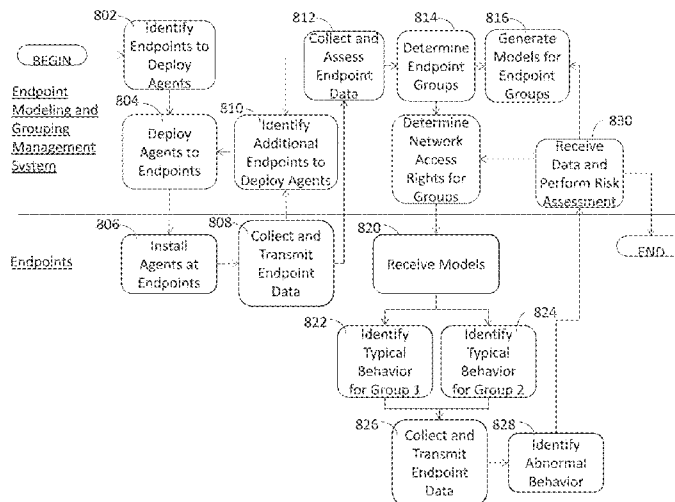 BEGIN
802
Identify
Endpoints to
Deploy
Agents
812
Collect and
Assess
Endpoint
Data
814
Determine
Endpoint
Groups
816
Generate
Models for
Endpoint
Groups
Endpoint
Modeling and
Grouping
Management
System
804
Deploy
Agents to
Endpoints
810
Identify
Additional
Endpoints to
Deploy Agents
Determine
Network
Access
Rights for
Groups
830
Receive
Data and
Perform Risk
Assessment
Endpoints
806
Install
Agents at
Endpoints
808
Collect and
Transmit
Endpoint
Data
820
Receive Models
END
822
Identify
Typical
Behavior
for Group 1
824
Identify
Typical
Behavior
for Group 2
826
Collect and
Transmit
Endpoint
Data
828
Identify
Abnormal
Behavior